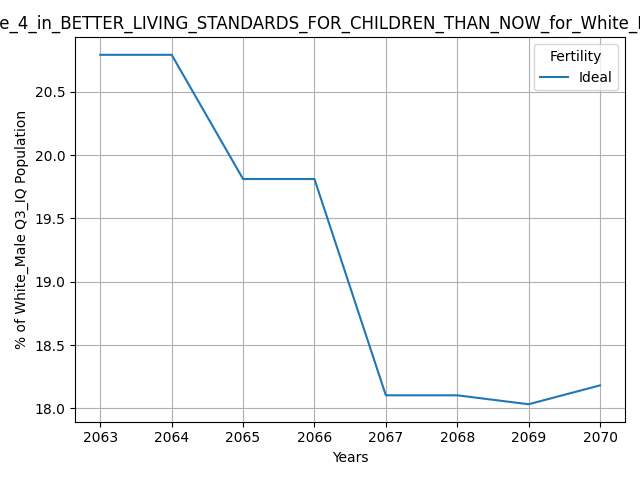 e_4_in_BETTER_LIVING_STANDARDS_FOR_CHILDREN_THAN_NOW_for_White_
Fertility
Ideal
% of White_Male Q3_IQ Population
20.5
20.0
19.5
19.0
18.5
18.0
2063 2064 2065 2066 2067 2068 2069 2070
Years